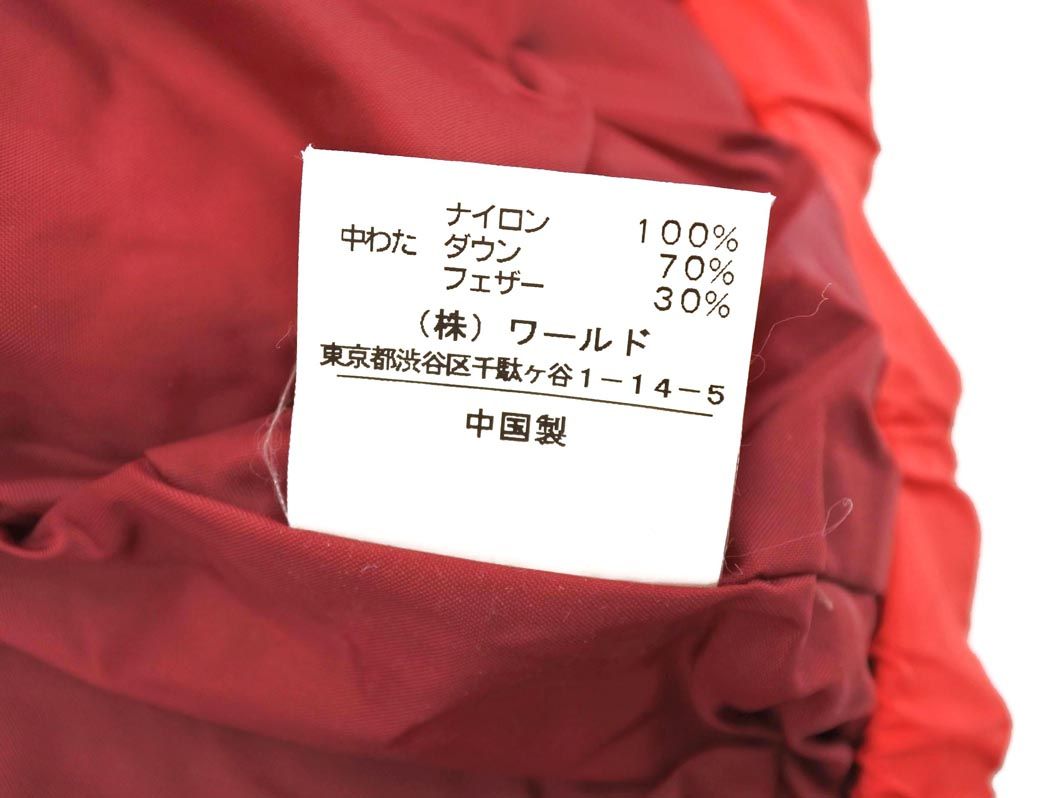 ナイロン 100%
中わた ダウン 70%
フェザー 30%
（株）ワールド
東京都渋谷区千駄ヶ谷1-14-5
中国製